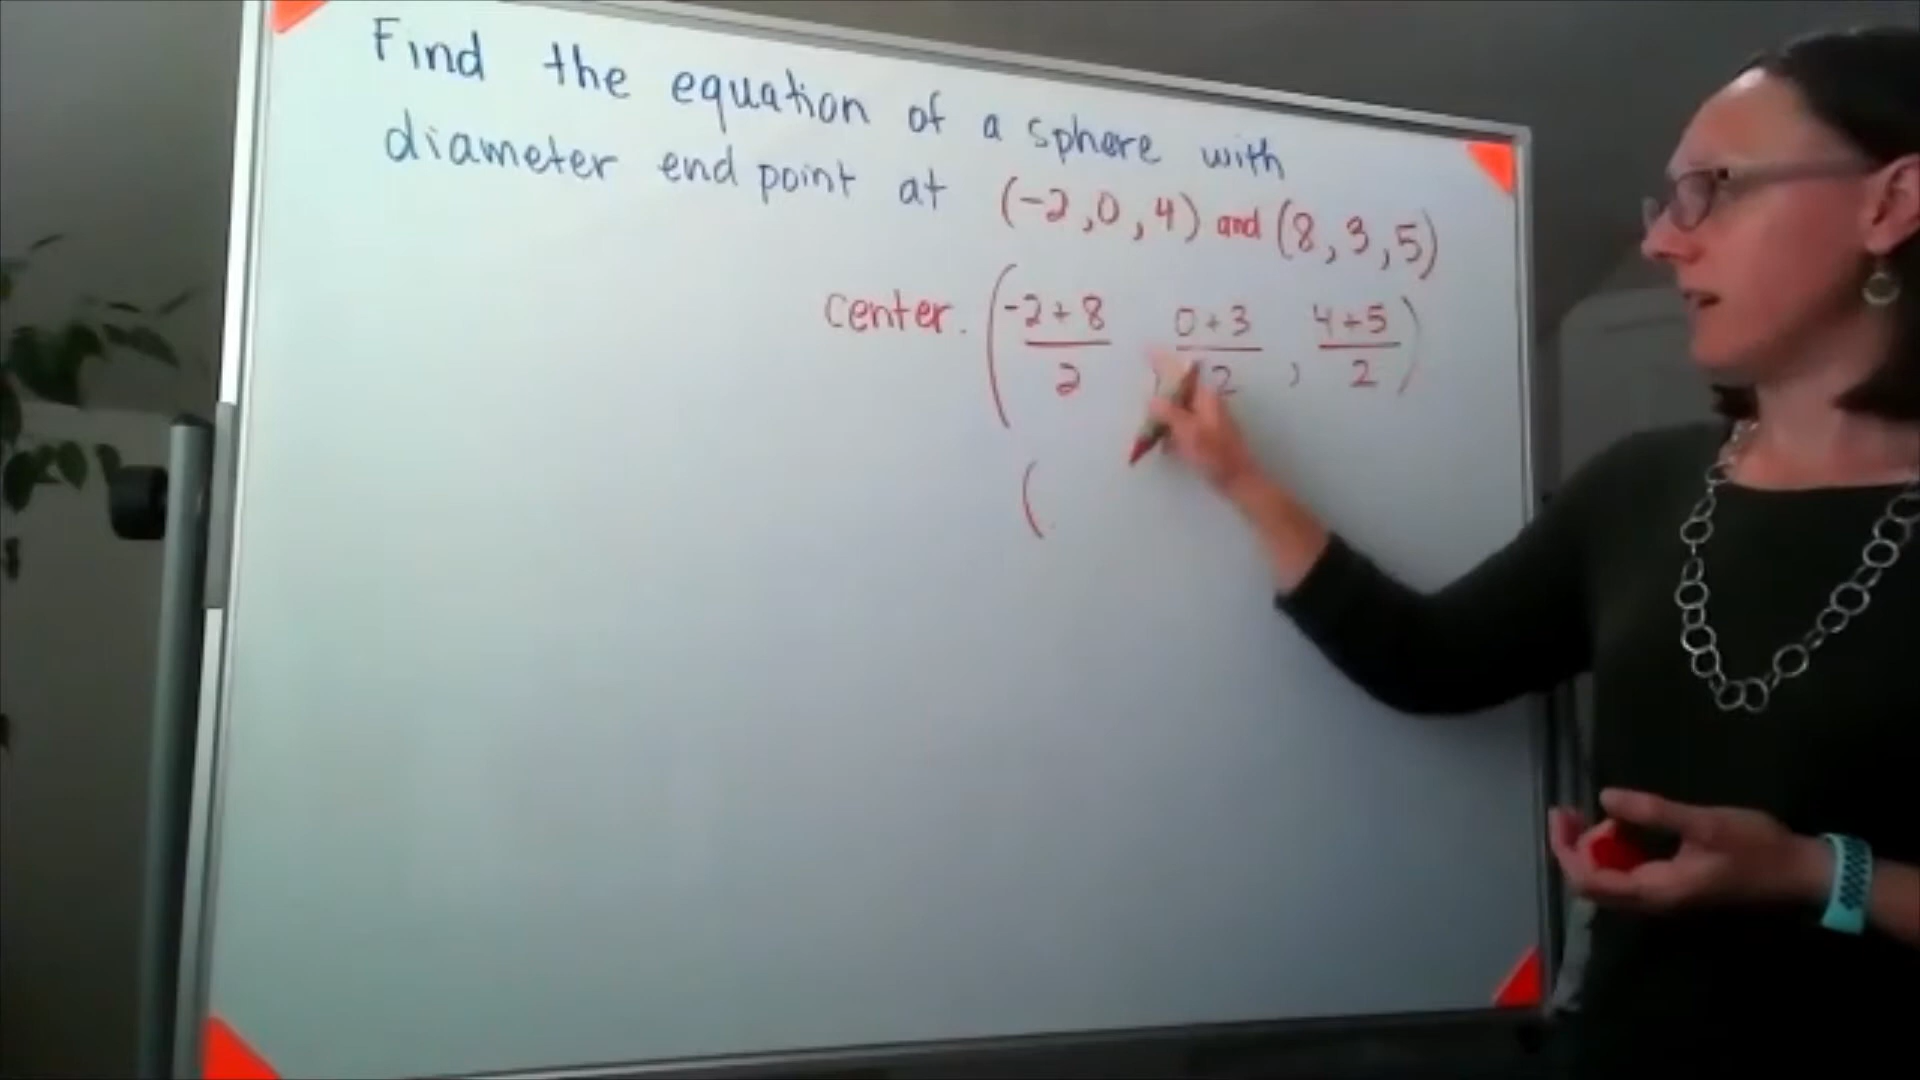 Find the equation of a sphere with
diameter end point at (-2,0,4) and (8,3,5)
center. (-2+8
2 , 0+3
2 , 4+5
2)
(